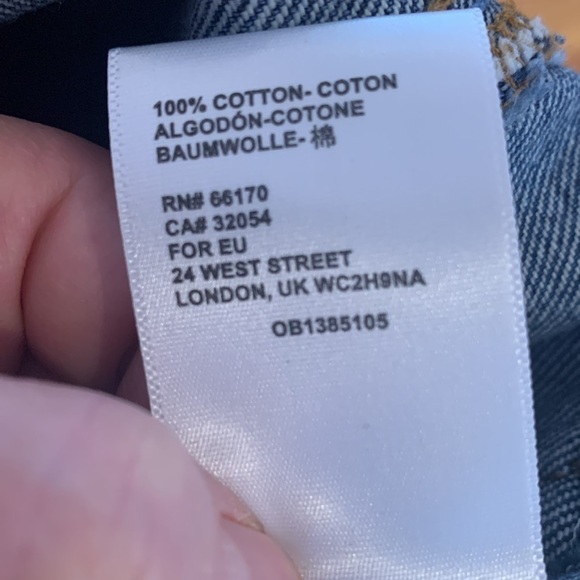 100% COTTON- COTON
ALGODÓN-COTONE
BAUMWOLLE- 棉
RN# 66170
CA# 32054
FOR EU
24 WEST STREET
LONDON, UK WC2H9NA
OB1385105